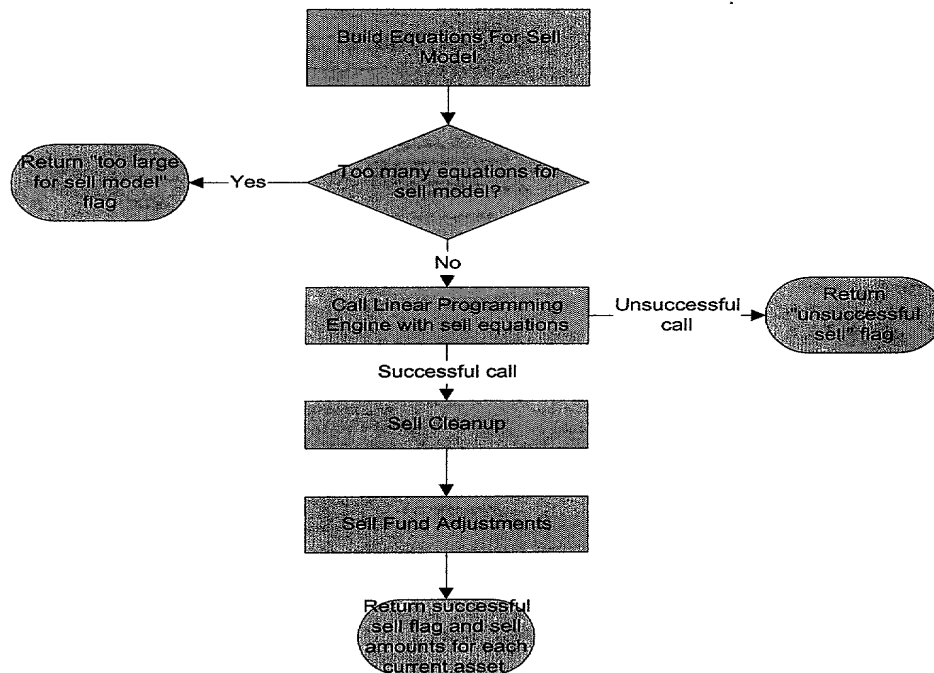 Build Equations For Sell
Model
Too many equations for
sell model?
Return "too large
for sell model"
flag
Yes
No
Call Linear Programming
Engine with sell equations
Unsuccessful
call
Return
"unsuccessful
sell" flag
Successful call
Sell Cleanup
Sell Fund Adjustments
Return successful
sell flag and sell
amounts for each
current asset